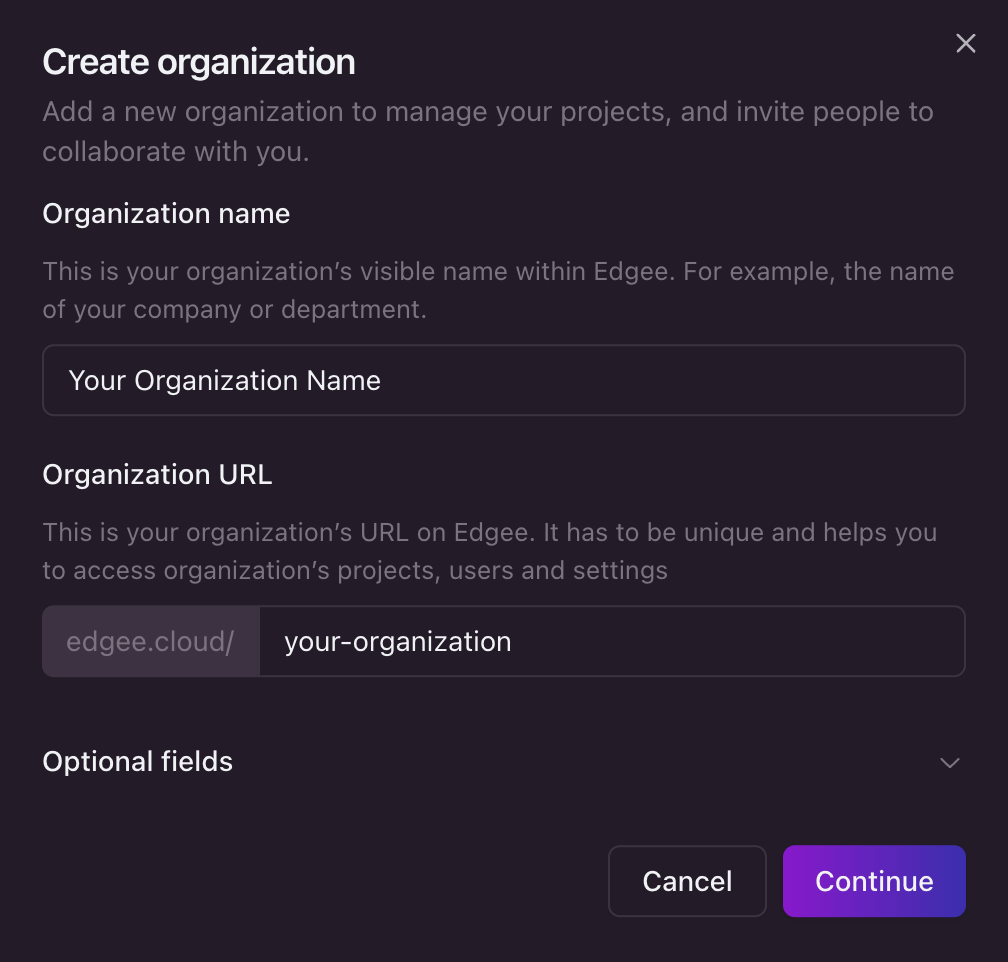 Create organization
Add a new organization to manage your projects, and invite people to
collaborate with you.
Organization name
This is your organization’s visible name within Edgee. For example, the name
of your company or department.
Your Organization Name
Organization URL
This is your organization’s URL on Edgee. It has to be unique and helps you
to access organization’s projects, users and settings
edgee.cloud/ your-organization
Optional fields
Cancel Continue